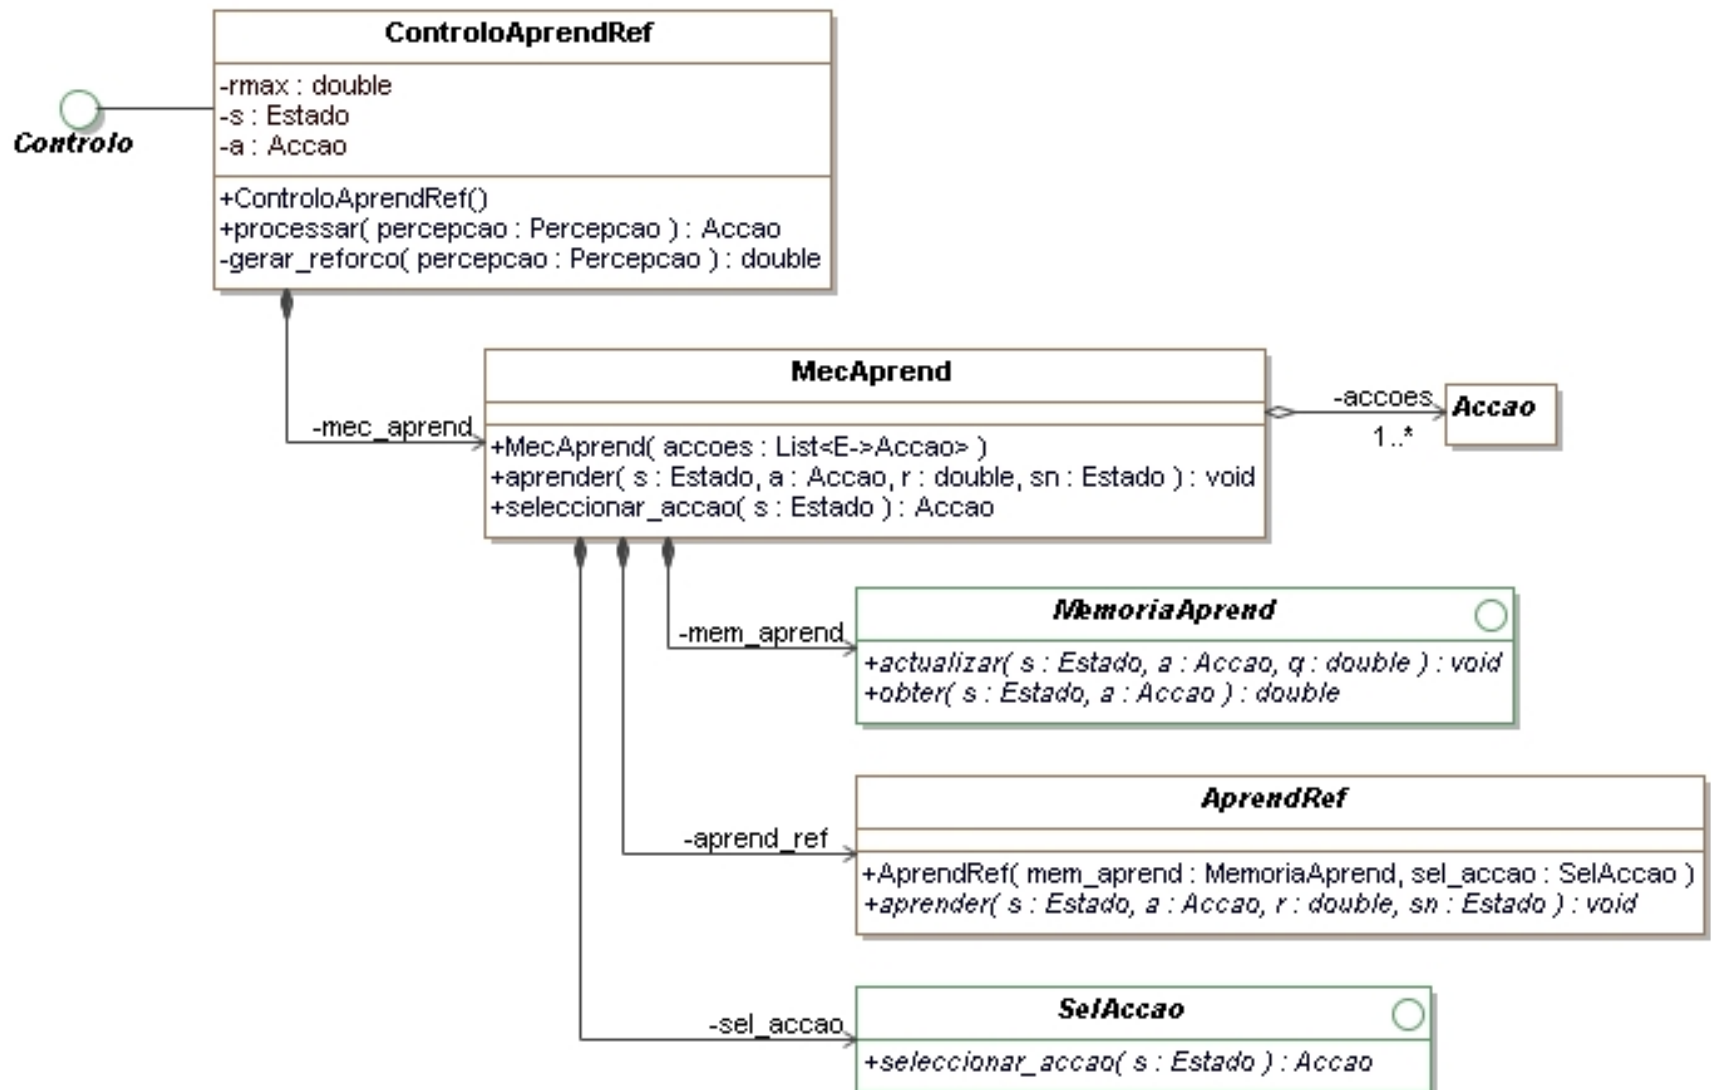 ControloAprendRef
-rmax : double
-s : Estado
-a : Accao
Controlo
+ControloAprendRef()
+processar( percepcao : Percepcao ) : Accao
-gerar_reforco( percepcao : Percepcao ) : double
MecAprend
-mec_aprend
+MecAprend( accoes : List<E->Accao> )
+aprender( s : Estado, a : Accao, r : double, sn : Estado ) : void
+seleccionar_accao( s : Estado ) : Accao
-accoes
1..*
Accao
MemoriaAprend
-mem_aprend
+actualizar( s : Estado, a : Accao, q : double ) : void
+obter( s : Estado, a : Accao ) : double
AprendRef
-aprend_ref
+AprendRef( mem_aprend : MemoriaAprend, sel_accao : SelAccao )
+aprender( s : Estado, a : Accao, r : double, sn : Estado ) : void
SelAccao
-sel_accao
+seleccionar_accao( s : Estado ) : Accao